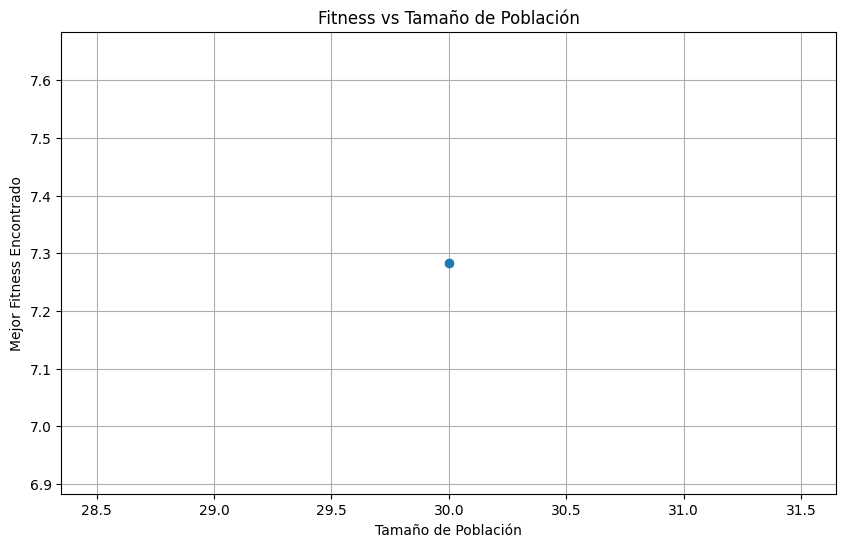 Fitness vs Tamaño de Población
Mejor Fitness Encontrado
7.6
7.5
7.4
7.3
7.2
7.1
7.0
6.9
28.5 29.0 29.5 30.0 30.5 31.0 31.5
Tamaño de Población